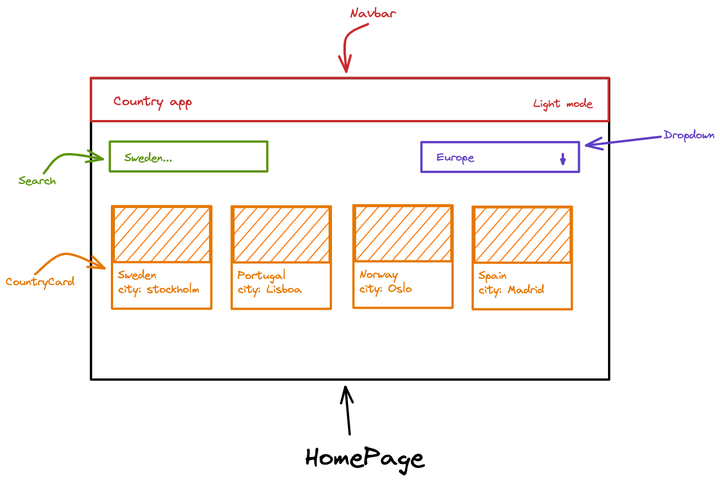 Navbar
Country app
Light mode
Dropdown
Sweden...
Europe
Search
CountryCard
Sweden
city: stockholm
Portugal
city: Lisboa
Norway
city: Oslo
Spain
city: Madrid
HomePage